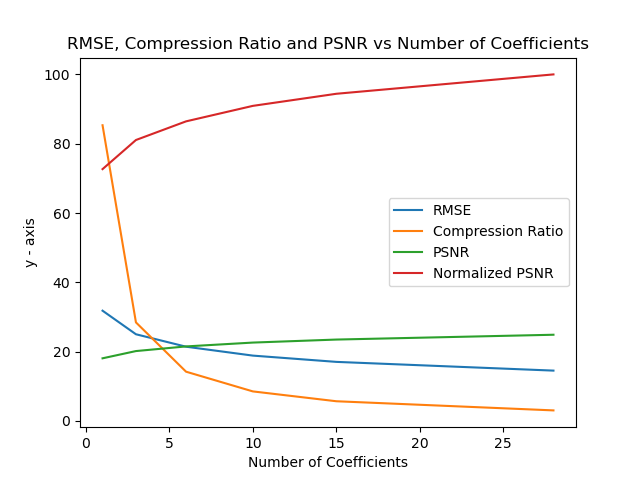 RMSE, Compression Ratio and PSNR vs Number of Coefficients
100
80
60
40
20
0
y - axis
RMSE
Compression Ratio
PSNR
Normalized PSNR
0 5 10 15 20 25
Number of Coefficients